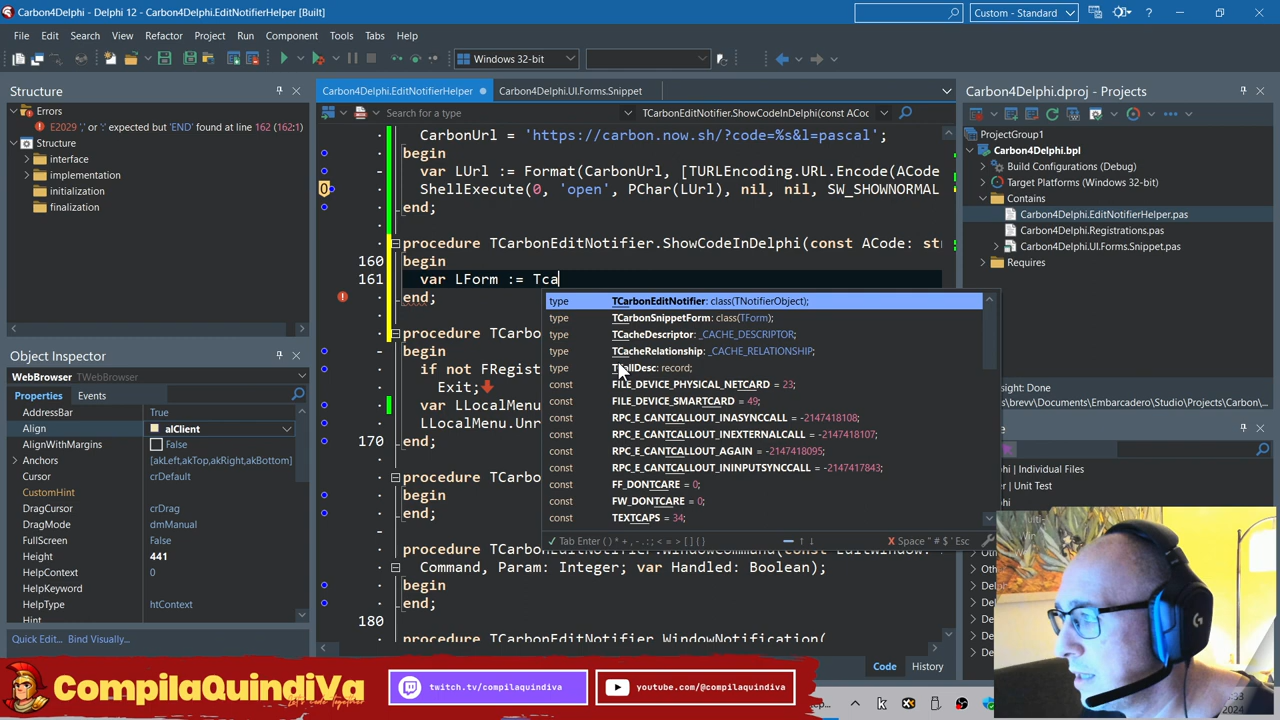 Carbon4Delphi - Delphi 12 - Carbon4Delphi.EditNotifierHelper [Built]
Custom - Standard
File Edit Search View Refactor Project Run Component Tools Tabs Help
Windows 32-bit
Structure
Errors
E2029 ',' or ':' expected but 'END' found at line 162 (162:1)
Structure
interface
implementation
initialization
finalization
Object Inspector
WebBrowser TWebBrowser
Properties Events
AddressBar True
Align alClient
AlignWithMargins False
Anchors [akLeft,akTop,akRight,akBottom]
Cursor crDefault
CustomHint
DragCursor crDrag
DragMode dmManual
FullScreen False
Height 441
HelpContext 0
HelpKeyword
HelpType htContext
Hint
Quick Edit... Bind Visually...
Carbon4Delphi.EditNotifierHelper Carbon4Delphi.UI.Forms.Snippet
Search for a type TCarbonEditNotifier.ShowCodeInDelphi(const ACoc
CarbonUrl = 'https://carbon.now.sh/?code=%s&l=pascal';
begin
var LUrl := Format(CarbonUrl, [TURLEncoding.URL.Encode(ACode
ShellExecute(0, 'open', PChar(LUrl), nil, nil, SW_SHOWNORMAL
end;
procedure TCarbonEditNotifier.ShowCodeInDelphi(const ACode: str
160 begin
161 var LForm := Tca
end;
procedure TCarbo
begin
if not FRegist
Exit;
var LLocalMenu
LLocalMenu.Unr
170 end;
procedure TCarbo
begin
end;
procedure TCarbonEditNotifier.WindowCommand(const EditWindow:
Command, Param: Integer; var Handled: Boolean);
begin
end;
180
procedure TCarbonEditNotifier.WindowNotification(
Code History
type TCarbonEditNotifier: class(TNotifierObject);
type TCarbonSnippetForm: class(TForm);
type TCacheDescriptor: _CACHE_DESCRIPTOR;
type TCacheRelationship: _CACHE_RELATIONSHIP;
type TCallDesc: record;
const FILE_DEVICE_PHYSICAL_NETCARD = 23;
const FILE_DEVICE_SMARTCARD = 49;
const RPC_E_CANTCALLOUT_INASYNCCALL = -2147418108;
const RPC_E_CANTCALLOUT_INEXTERNALCALL = -2147418107;
const RPC_E_CANTCALLOUT_AGAIN = -2147418095;
const RPC_E_CANTCALLOUT_ININPUTSYNCCALL = -2147417843;
const FF_DONTCARE = 0;
const FW_DONTCARE = 0;
const TEXTCAPS = 34;
Tab Enter ( ) * + , - . : ; < = > [ ] { } Space " # $ ' Esc
Carbon4Delphi.dproj - Projects
ProjectGroup1
Carbon4Delphi.bpl
Build Configurations (Debug)
Target Platforms (Windows 32-bit)
Contains
Carbon4Delphi.EditNotifierHelper.pas
Carbon4Delphi.Registrations.pas
Carbon4Delphi.UI.Forms.Snippet.pas
Requires
sight: Done
brevv\Documents\Embarcadero\Studio\Projects\Carbon
phi | Individual Files
phi | Unit Test
CompilaQuindiVa
Let's Code Together
twitch.tv/compilaquindiva
youtube.com/@compilaquindiva